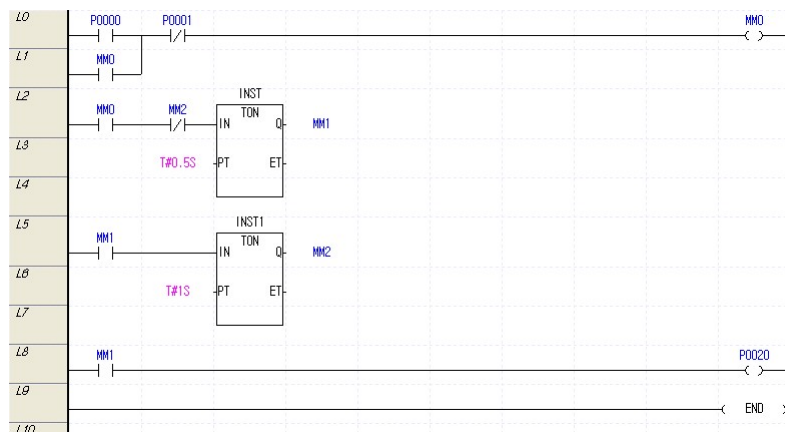 L0 P0000 P0001 MM0
L1 MM0
L2 INST
MM0 MM2 TON IN Q MM1
L3 T#0.5S PT ET
L4
L5 INST1
MM1 TON IN Q MM2
L6 T#1S PT ET
L7
L8 MM1 P0020
L9 END
L10